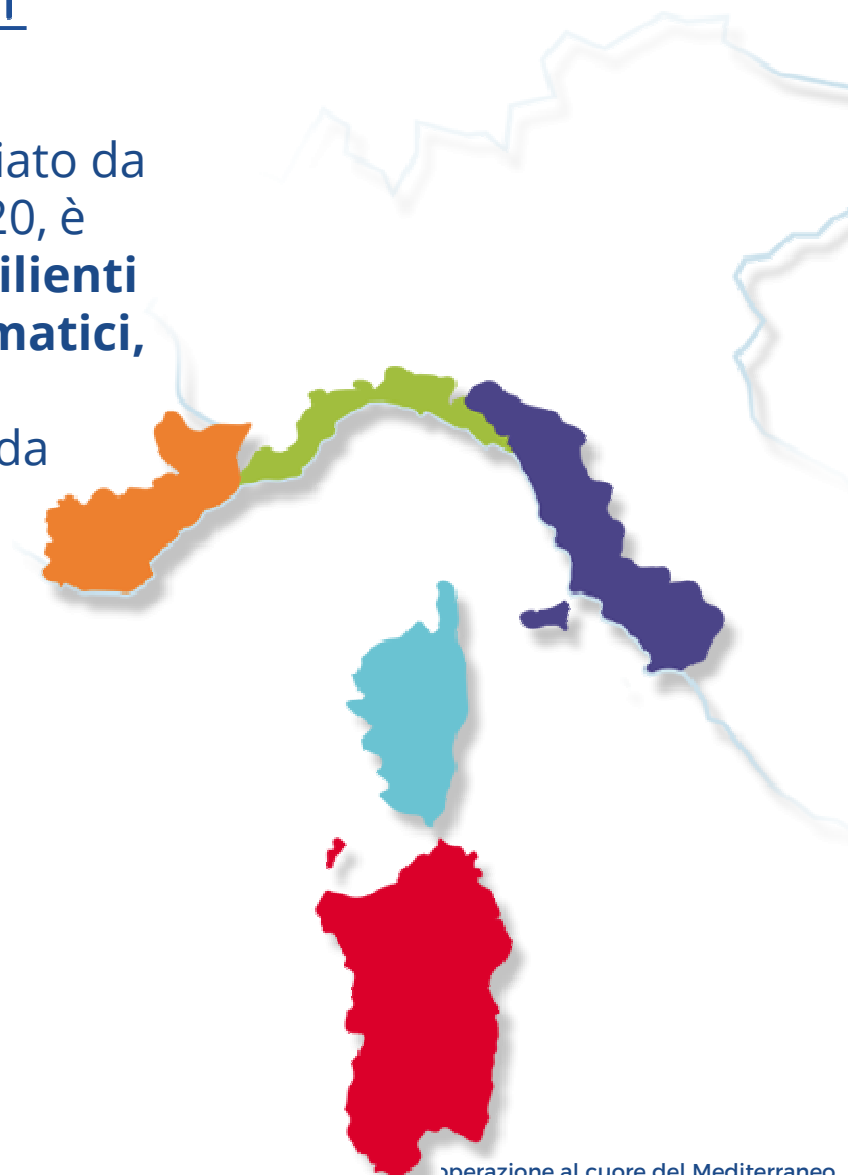 iato da
20, è
ilienti
matici,
da
operazione al cuore del Mediterraneo